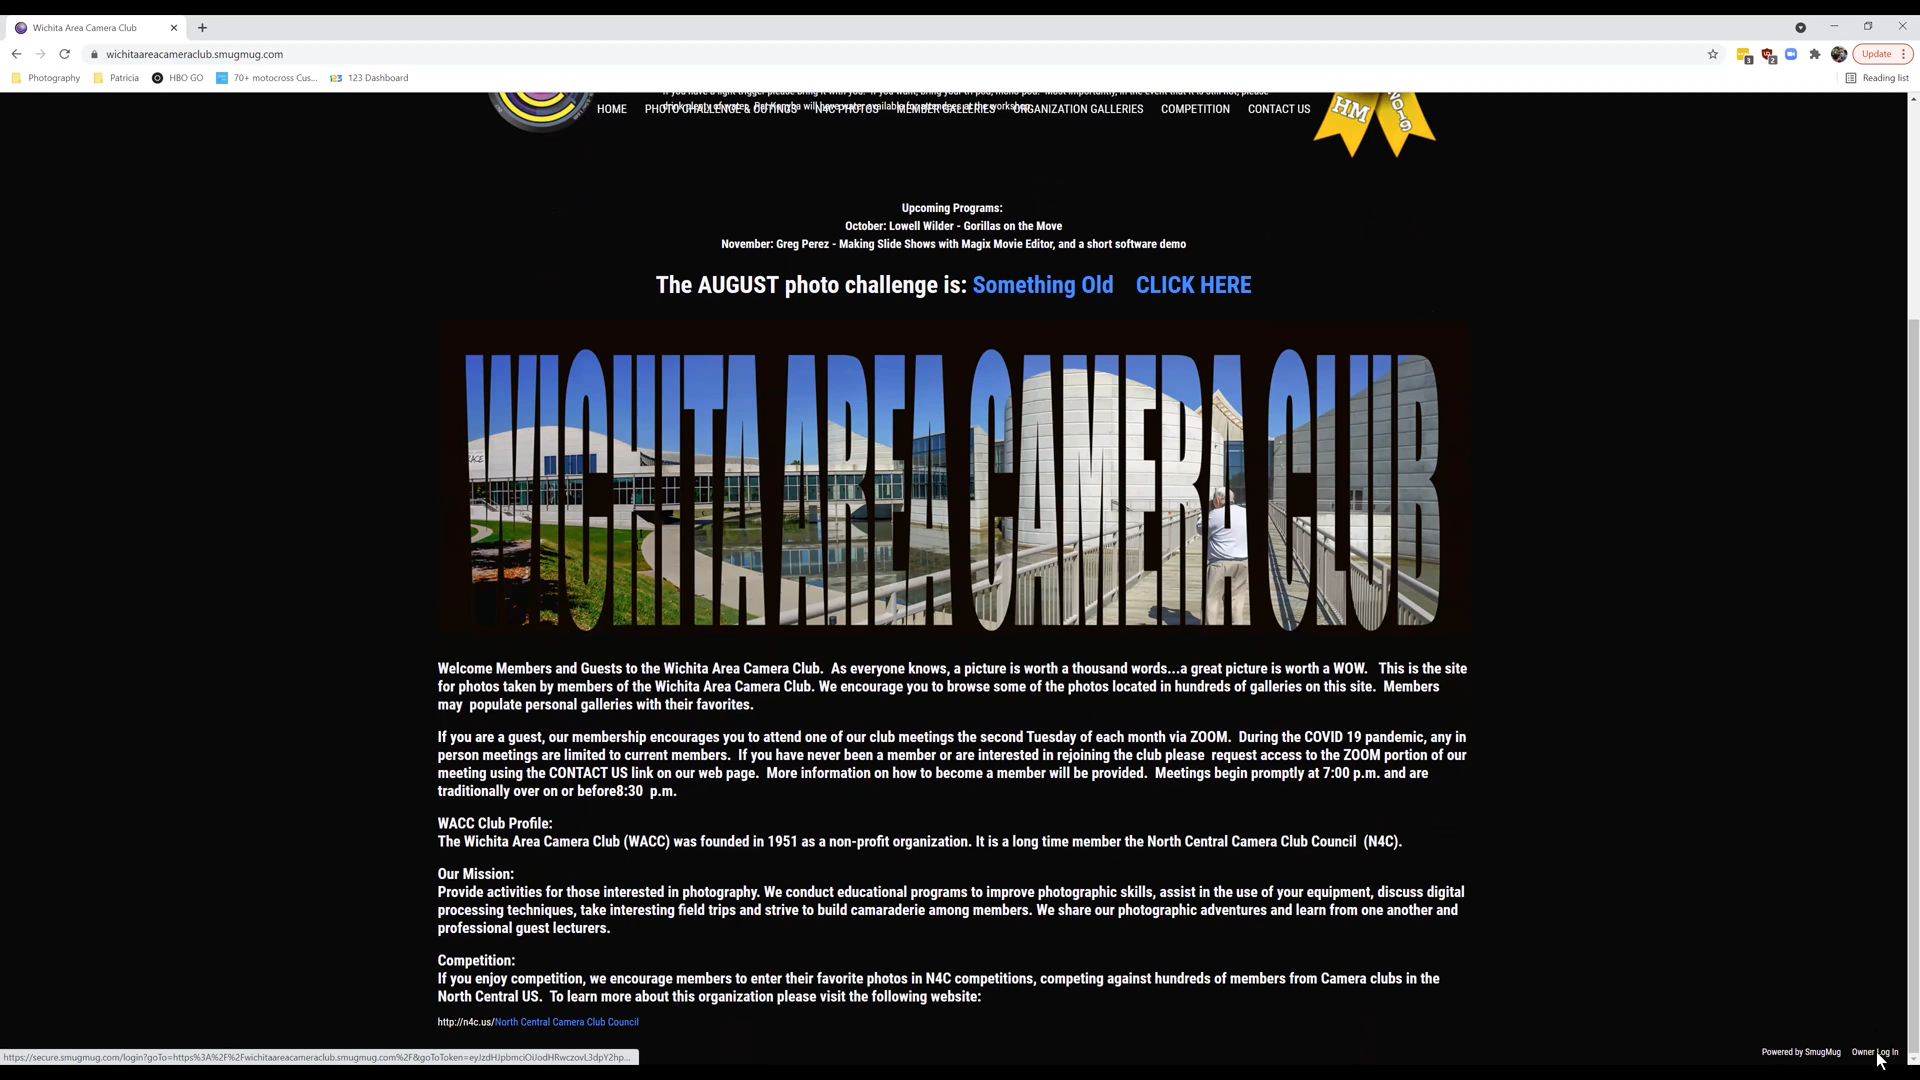 Wichita Area Camera Club
wichitaareacameraclub.smugmug.com
Update
Photography
Patricia
HBO GO
70+ motocross Cus...
123 Dashboard
Reading list
HOME
PHOTO CHALLENGE & OUTINGS
N4C PHOTOS
MEMBER GALLERIES
ORGANIZATION GALLERIES
COMPETITION
CONTACT US
HM
Upcoming Programs:
October: Lowell Wilder - Gorillas on the Move
November: Greg Perez - Making Slide Shows with Magix Movie Editor, and a short software demo
The AUGUST photo challenge is: Something Old CLICK HERE
WICHITA AREA CAMERA CLUB
Welcome Members and Guests to the Wichita Area Camera Club. As everyone knows, a picture is worth a thousand words...a great picture is worth a WOW. This is the site
for photos taken by members of the Wichita Area Camera Club. We encourage you to browse some of the photos located in hundreds of galleries on this site. Members
may populate personal galleries with their favorites.
If you are a guest, our membership encourages you to attend one of our club meetings the second Tuesday of each month via ZOOM. During the COVID 19 pandemic, any in
person meetings are limited to current members. If you have never been a member or are interested in rejoining the club please request access to the ZOOM portion of our
meeting using the CONTACT US link on our web page. More information on how to become a member will be provided. Meetings begin promptly at 7:00 p.m. and are
traditionally over on or before8:30 p.m.
WACC Club Profile:
The Wichita Area Camera Club (WACC) was founded in 1951 as a non-profit organization. It is a long time member the North Central Camera Club Council (N4C).
Our Mission:
Provide activities for those interested in photography. We conduct educational programs to improve photographic skills, assist in the use of your equipment, discuss digital
processing techniques, take interesting field trips and strive to build camaraderie among members. We share our photographic adventures and learn from one another and
professional guest lecturers.
Competition:
If you enjoy competition, we encourage members to enter their favorite photos in N4C competitions, competing against hundreds of members from Camera clubs in the
North Central US. To learn more about this organization please visit the following website:
http://n4c.us/North Central Camera Club Council
Powered by SmugMug
Owner Log In